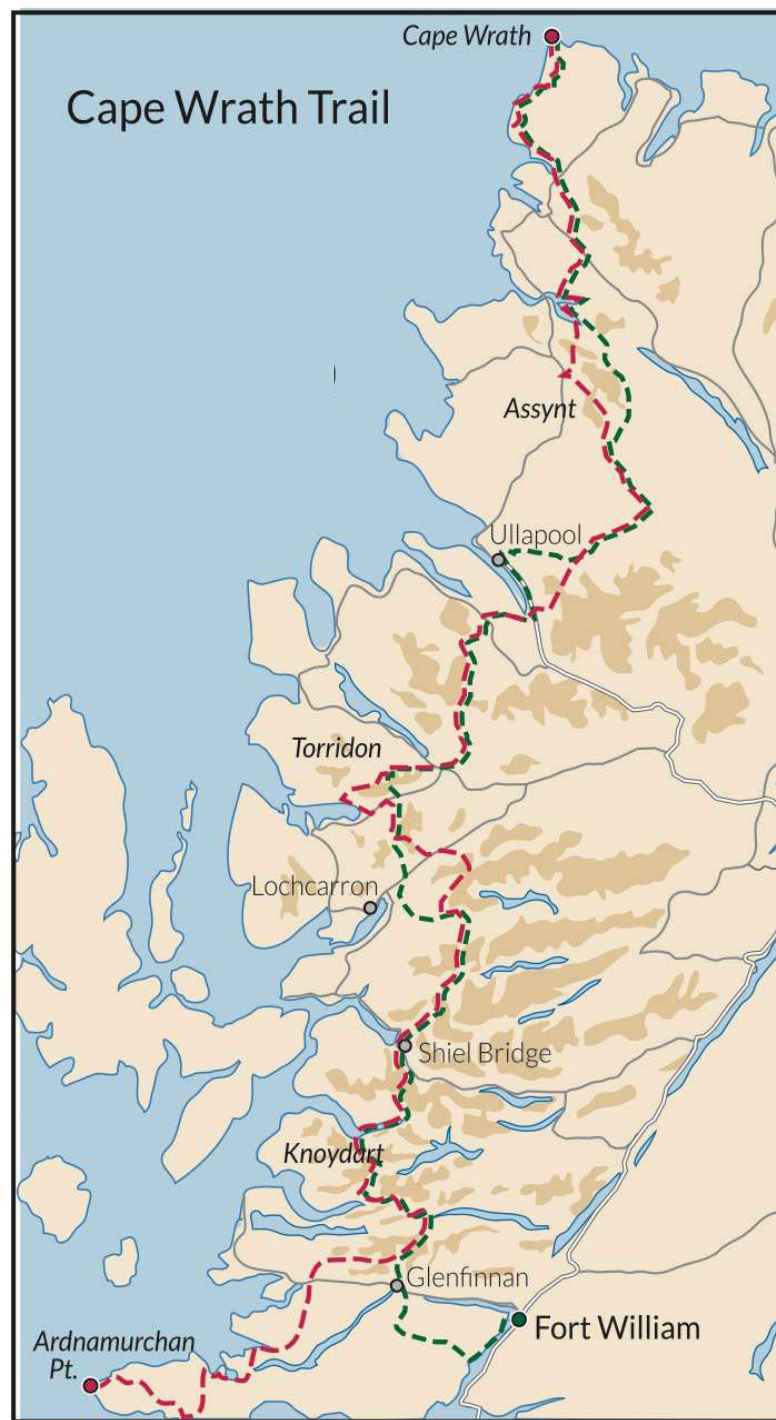 Cape Wrath
Cape Wrath Trail
Assynt
Ullapool
Torridon
Lochcarron
Shiel Bridge
Knoydart
Glenfinnan
Fort William
Ardnamurchan
Pt.